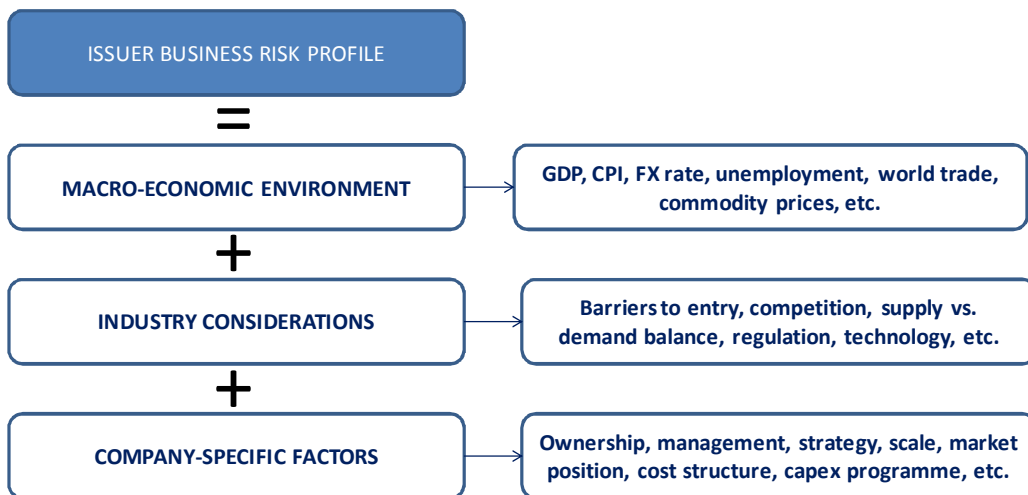 ISSUER BUSINESS RISK PROFILE
=
MACRO-ECONOMIC ENVIRONMENT
GDP, CPI, FX rate, unemployment, world trade,
commodity prices, etc.
+
INDUSTRY CONSIDERATIONS
Barriers to entry, competition, supply vs.
demand balance, regulation, technology, etc.
+
COMPANY-SPECIFIC FACTORS
Ownership, management, strategy, scale, market
position, cost structure, capex programme, etc.